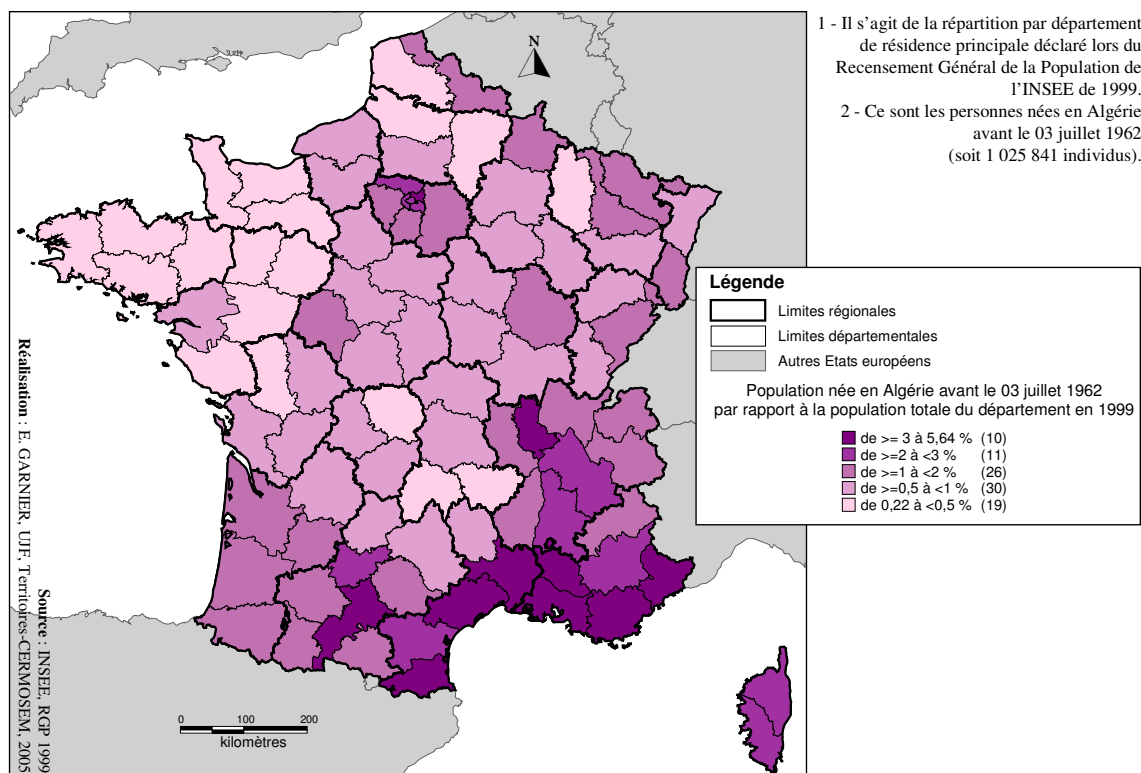 1 - Il s'agit de la répartition par département
de résidence principale déclaré lors du
Recensement Général de la Population de
l'INSEE de 1999.
2 - Ce sont les personnes nées en Algérie
avant le 03 juillet 1962
(soit 1 025 841 individus).
N
Légende
Limites régionales
Limites départementales
Autres Etats européens
Population née en Algérie avant le 03 juillet 1962
par rapport à la population totale du département en 1999
de >= 3 à 5,64 % (10)
de >=2 à <3 % (11)
de >=1 à <2 % (26)
de >=0,5 à <1 % (30)
de 0,22 à <0,5 % (19)
0 100 200
kilomètres
Source : INSEE, RGP 1999
Réalisation : E. GARNIER, UJF, Territoires-CERMOSEM, 2005